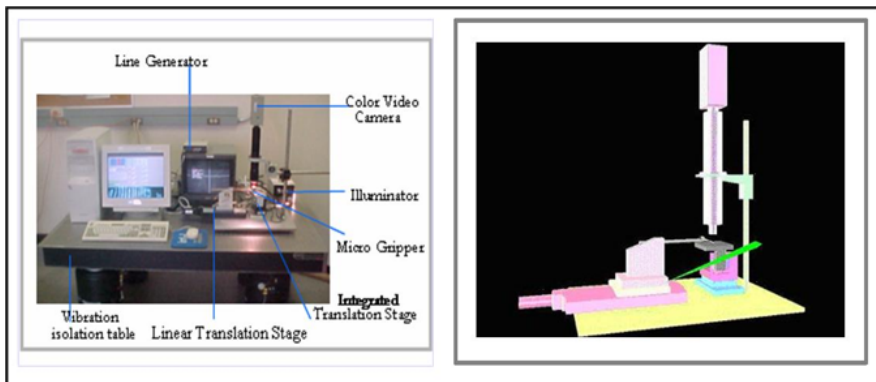 Line Generator
Color Video
Camera
Illuminator
Micro Gripper
Integrated
Translation Stage
Linear Translation Stage
Vibration
isolation table